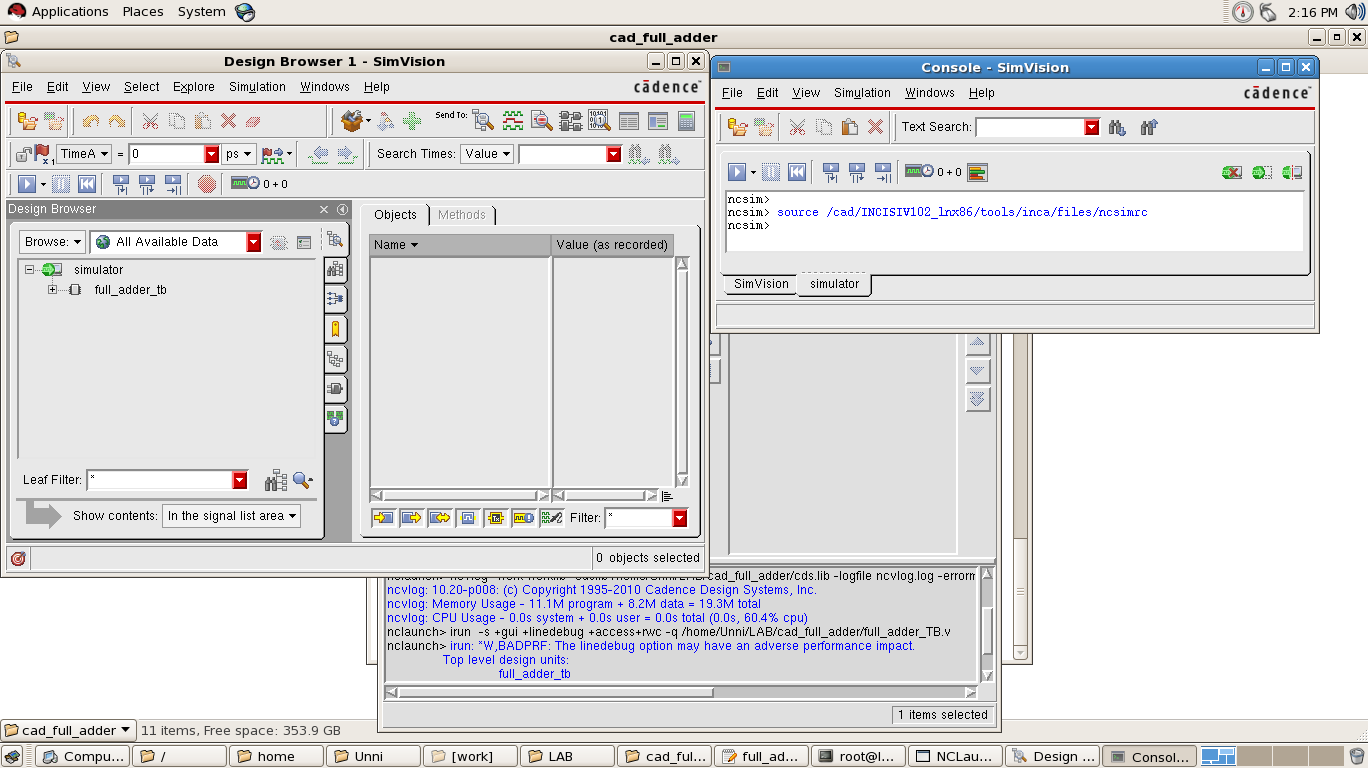 Applications Places System
2:16 PM
cad_full_adder
Design Browser 1 - SimVision
File Edit View Select Explore Simulation Windows Help
cādence™
Send To:
TimeA = 0 ps
Search Times: Value
0 + 0
Design Browser
Browse: All Available Data
simulator
full_adder_tb
Leaf Filter: *
Show contents: In the signal list area
Objects Methods
Name Value (as recorded)
Filter: *
0 objects selected
Console - SimVision
File Edit View Simulation Windows Help
cādence™
Text Search:
0 + 0
ncsim>
ncsim> source /cad/INCISIV102_lnx86/tools/inca/files/ncsimrc
ncsim>
SimVision simulator
cad_full_adder/cds.lib -logfile ncvlog.log -errorm
ncvlog: 10.20-p008: (c) Copyright 1995-2010 Cadence Design Systems, Inc.
ncvlog: Memory Usage - 11.1M program + 8.2M data = 19.3M total
ncvlog: CPU Usage - 0.0s system + 0.0s user = 0.0s total (0.0s, 60.4% cpu)
nclaunch> irun -s +gui +linedebug +access+rwc -q /home/Unni/LAB/cad_full_adder/full_adder_TB.v
nclaunch> irun: *W,BADPRF: The linedebug option may have an adverse performance impact.
Top level design units:
full_adder_tb
1 items selected
cad_full_adder 11 items, Free space: 353.9 GB
Compu... / home Unni [work] LAB cad_ful... full_ad... root@l... NCLau... Design ... Consol...